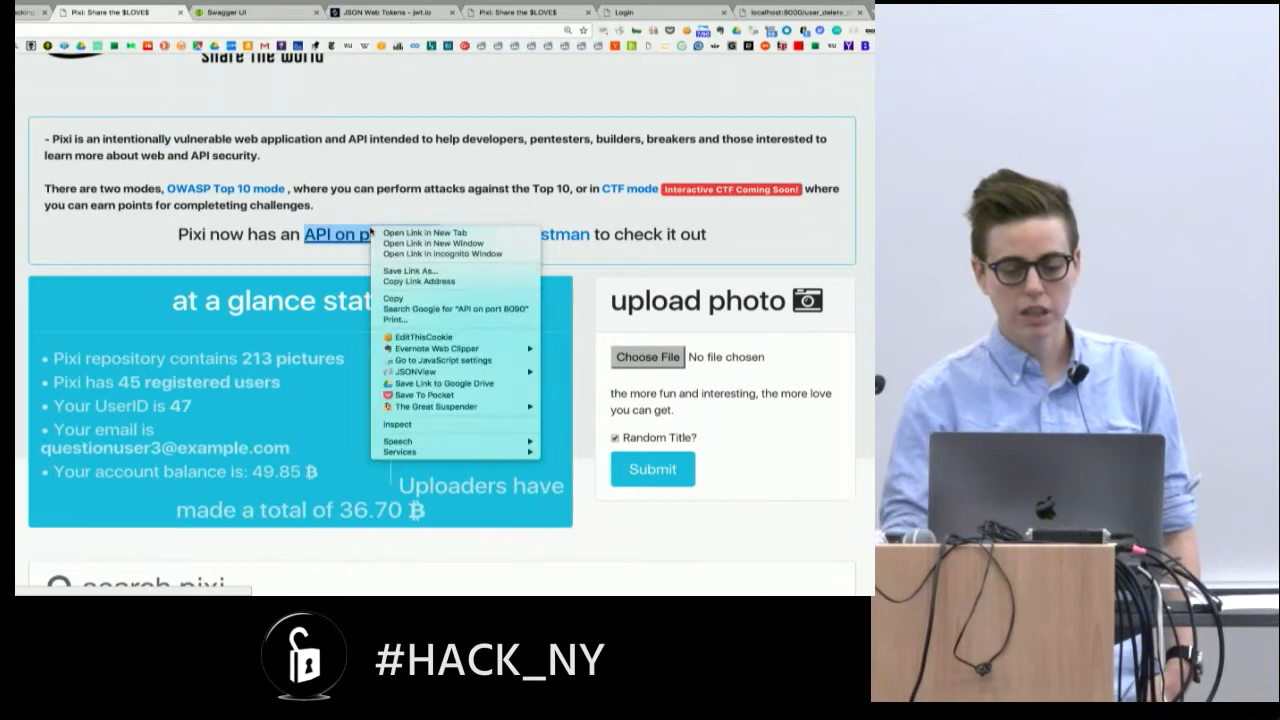 Pixi: Share the $LOVE$
Swagger UI
JSON Web Tokens - jwt.io
Pixi: Share the $LOVE$
Login
localhost:8000/user_delete_p
Share the world
- Pixi is an intentionally vulnerable web application and API intended to help developers, pentesters, builders, breakers and those interested to
learn more about web and API security.
There are two modes, OWASP Top 10 mode , where you can perform attacks against the Top 10, or in CTF mode Interactive CTF Coming Soon! where
you can earn points for completeting challenges.
Pixi now has an API on p
stman to check it out
Open Link in New Tab
Open Link in New Window
Open Link in Incognito Window
Save Link As...
Copy Link Address
Copy
Search Google for "API on port 8090"
Print...
EditThisCookie
Evernote Web Clipper
Go to JavaScript settings
JSONView
Save Link to Google Drive
Save To Pocket
The Great Suspender
Inspect
Speech
Services
at a glance stat
• Pixi repository contains 213 pictures
• Pixi has 45 registered users
• Your UserID is 47
• Your email is
questionuser3@example.com
• Your account balance is: 49.85 ₿
Uploaders have
made a total of 36.70 ₿
upload photo
Choose File No file chosen
the more fun and interesting, the more love
you can get.
Random Title?
Submit
search pixi
#HACK_NY